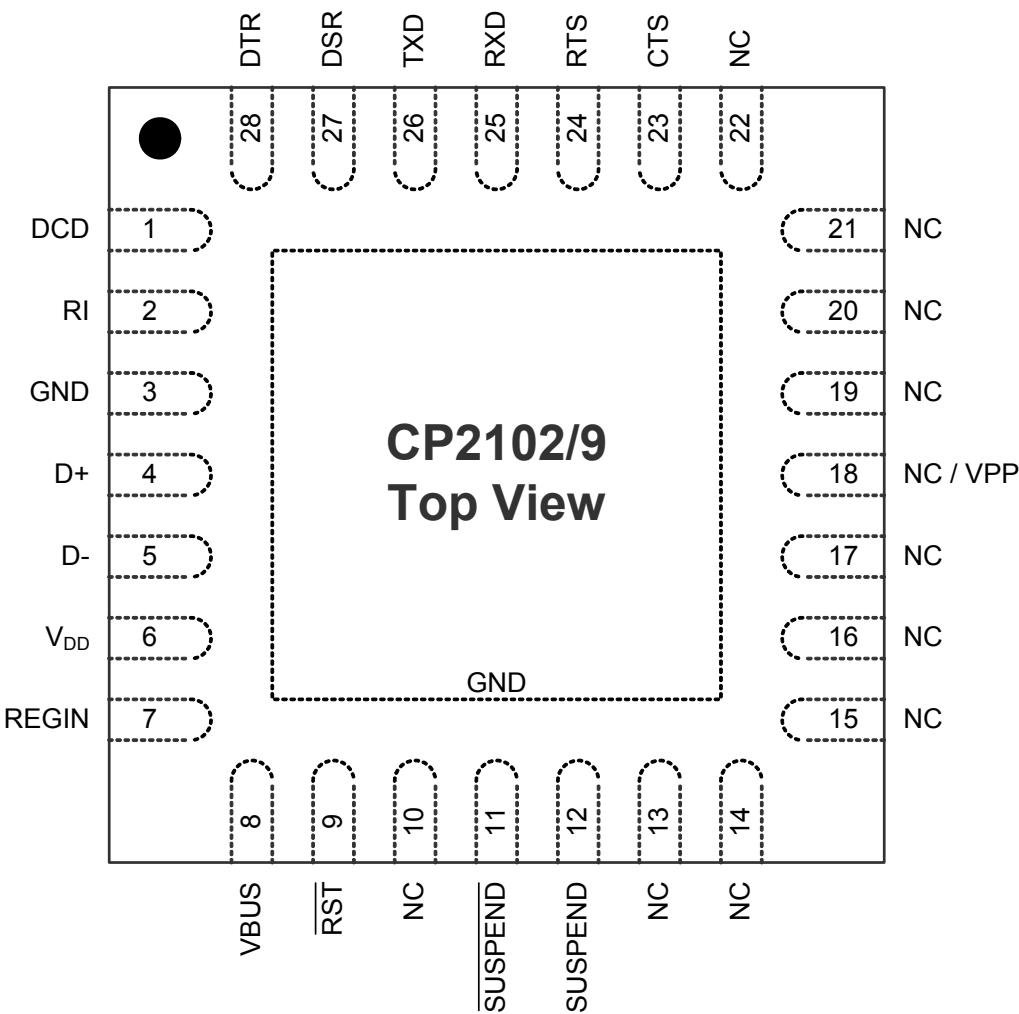 DTR
DSR
TXD
RXD
RTS
CTS
NC
28
27
26
25
24
23
22
DCD 1
RI 2
GND 3
D+ 4
D- 5
VDD 6
REGIN 7
21 NC
20 NC
19 NC
18 NC / VPP
17 NC
16 NC
15 NC
CP2102/9
Top View
GND
8
9
10
11
12
13
14
VBUS
RST
NC
SUSPEND
SUSPEND
NC
NC